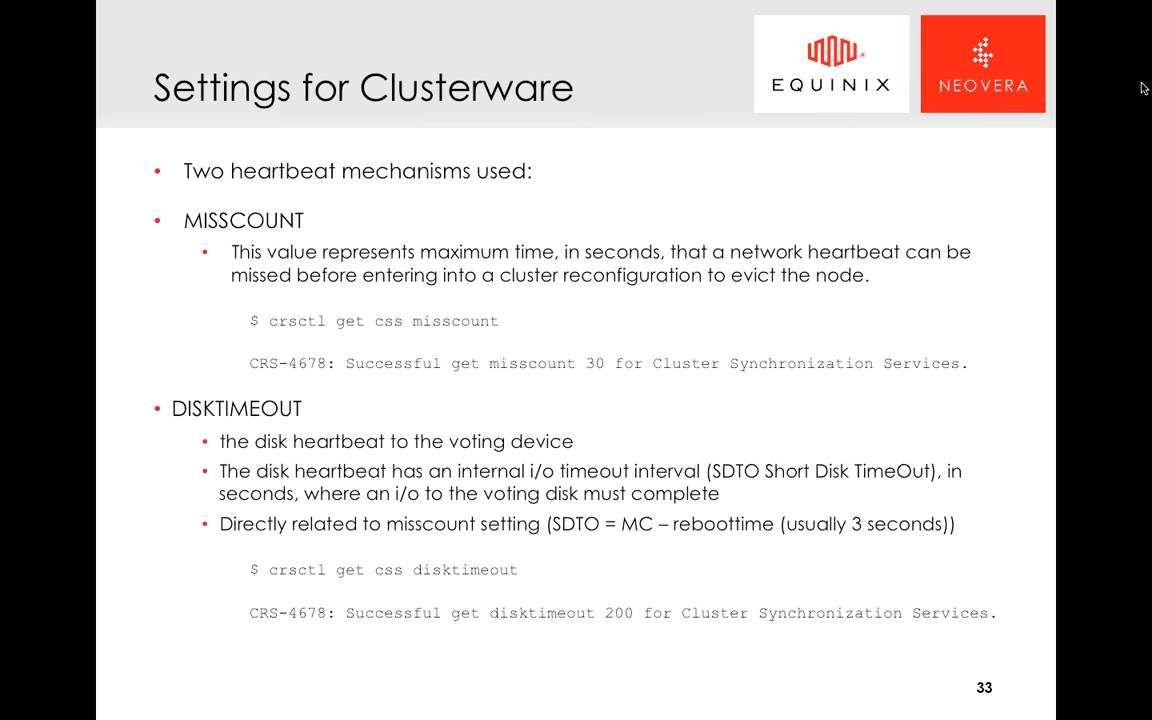 Settings for Clusterware
EQUINIX
NEOVERA
• Two heartbeat mechanisms used:
• MISSCOUNT
• This value represents maximum time, in seconds, that a network heartbeat can be
missed before entering into a cluster reconfiguration to evict the node.
$ crsctl get css misscount
CRS-4678: Successful get misscount 30 for Cluster Synchronization Services.
• DISKTIMEOUT
• the disk heartbeat to the voting device
• The disk heartbeat has an internal i/o timeout interval (SDTO Short Disk TimeOut), in
seconds, where an i/o to the voting disk must complete
• Directly related to misscount setting (SDTO = MC – reboottime (usually 3 seconds))
$ crsctl get css disktimeout
CRS-4678: Successful get disktimeout 200 for Cluster Synchronization Services.
33